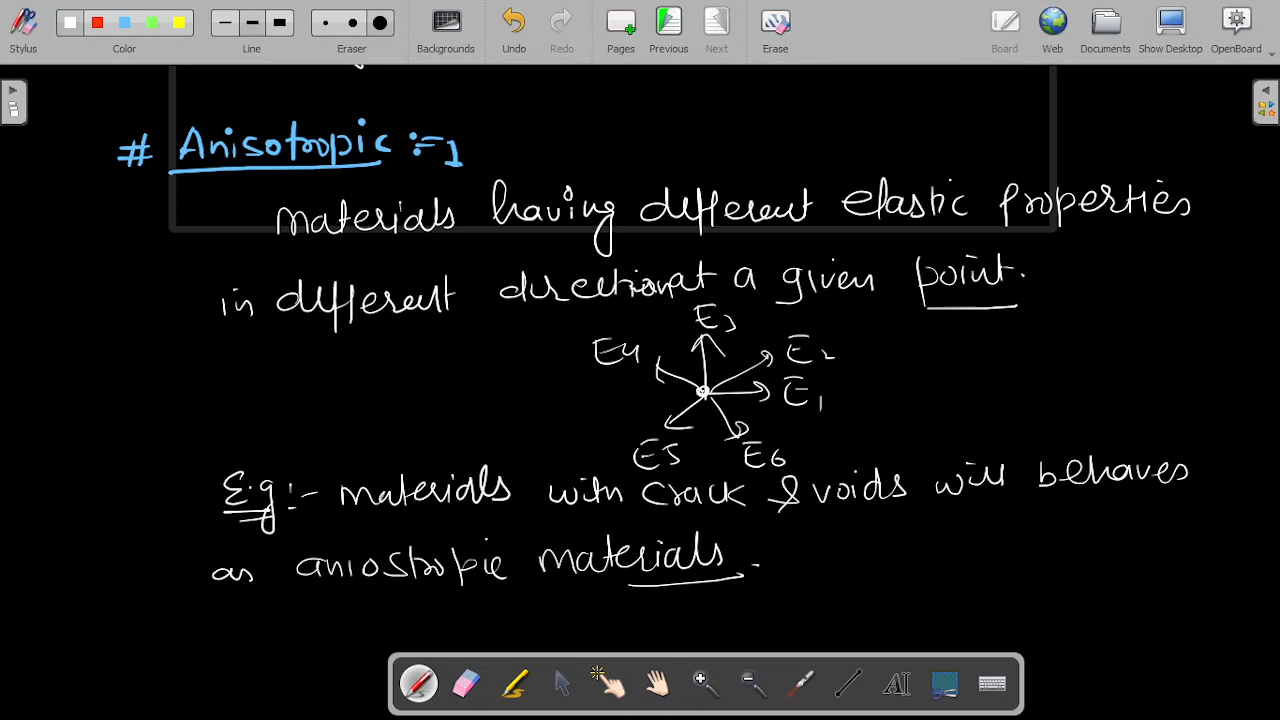 Stylus Color Line Eraser Backgrounds Undo Redo Pages Previous Next Erase Board Web Documents Show Desktop OpenBoard
# Anisotropic :-1
materials having different elastic properties
in different direction at a given point.
E3
E4 E2
E1
E5 E6
E.g :- materials with crack & voids will behaves
as aniostropic materials.